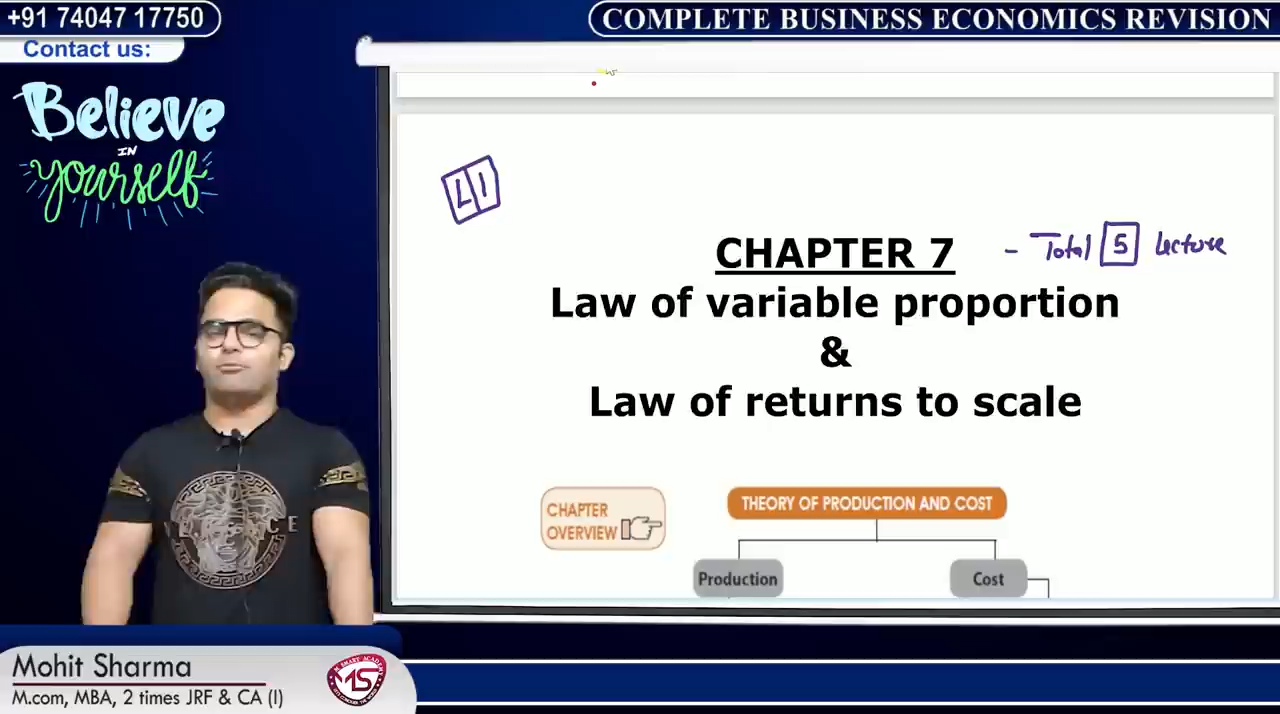 +91 74047 17750
Contact us:
COMPLETE BUSINESS ECONOMICS REVISION
Believe
IN
yourself
L1
CHAPTER 7
- Total 5 lecture
Law of variable proportion
&
Law of returns to scale
CHAPTER
OVERVIEW
THEORY OF PRODUCTION AND COST
Production
Cost
Mohit Sharma
M.com, MBA, 2 times JRF & CA (I)
MS